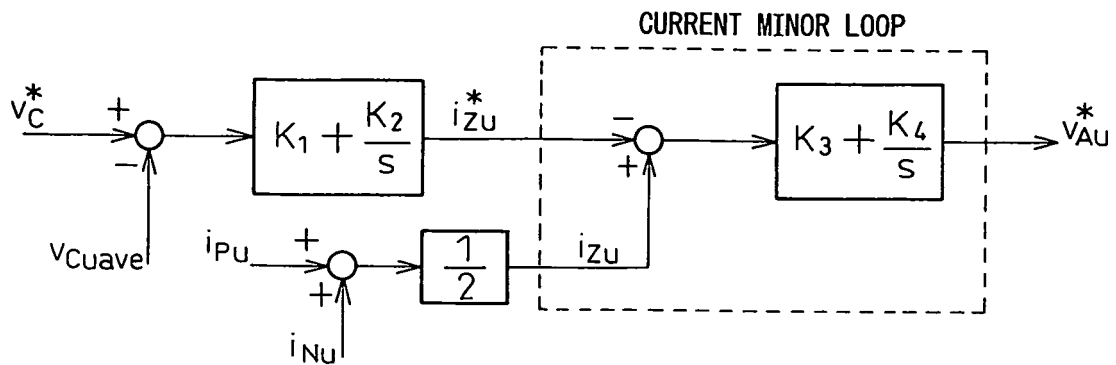 CURRENT MINOR LOOP
v*C + − K1 + K2/s i*Zu − + K3 + K4/s v*Au
vCuave iPu + + 1/2 iZu
iNu